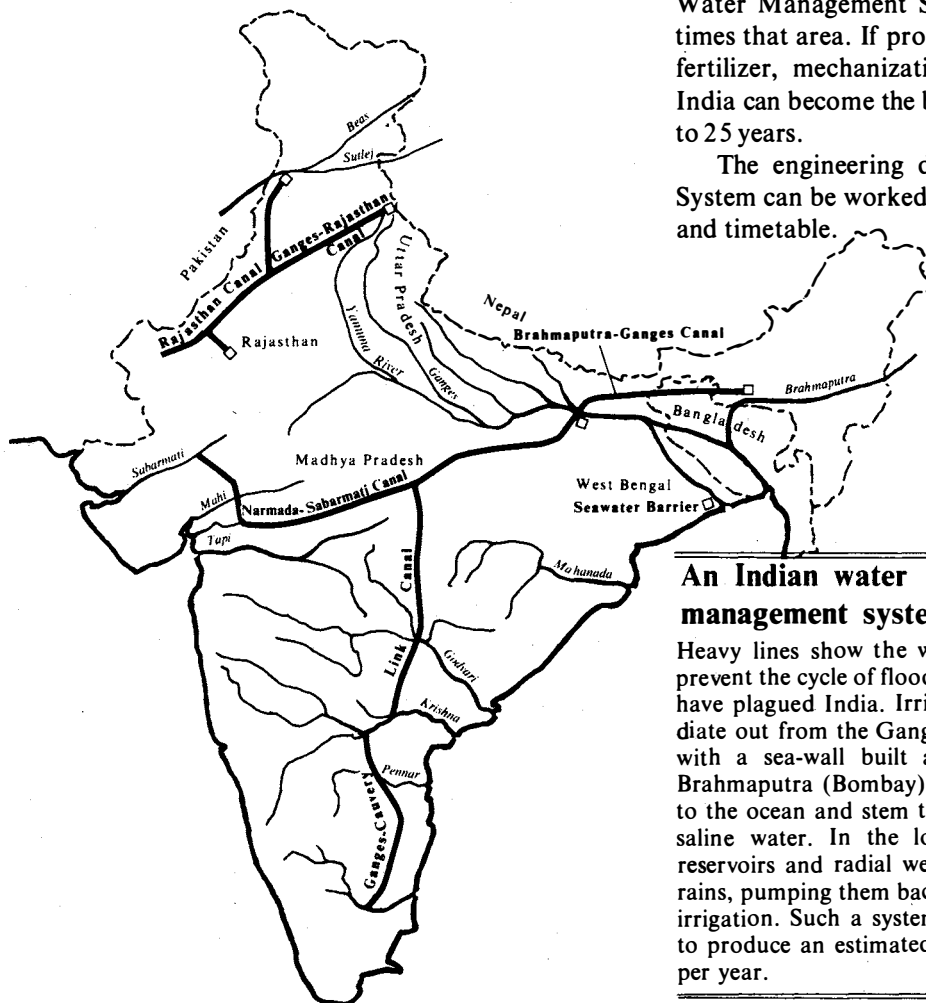 Water Management S
times that area. If pro
fertilizer, mechanizati
India can become the b
to 25 years.
The engineering d
System can be worked
and timetable.
Beas
Sutlej
Pakistan
Ganges-Rajasthan
Canal
Rajasthan Canal
Rajasthan
Uttar Pradesh
Yamuna River
Ganges
Nepal
Brahmaputra-Ganges Canal
Brahmaputra
Bangladesh
Sabarmati
Madhya Pradesh
Mahi
Narmada-Sabarmati Canal
Tapi
West Bengal
Seawater Barrier
Mahanada
Link Canal
Godvari
Krishna
Pennar
Ganges-Cauvery
An Indian water
management syste
Heavy lines show the w
prevent the cycle of flood
have plagued India. Irri
diate out from the Gang
with a sea-wall built a
Brahmaputra (Bombay)
to the ocean and stem t
saline water. In the lo
reservoirs and radial we
rains, pumping them bac
irrigation. Such a system
to produce an estimated
per year.